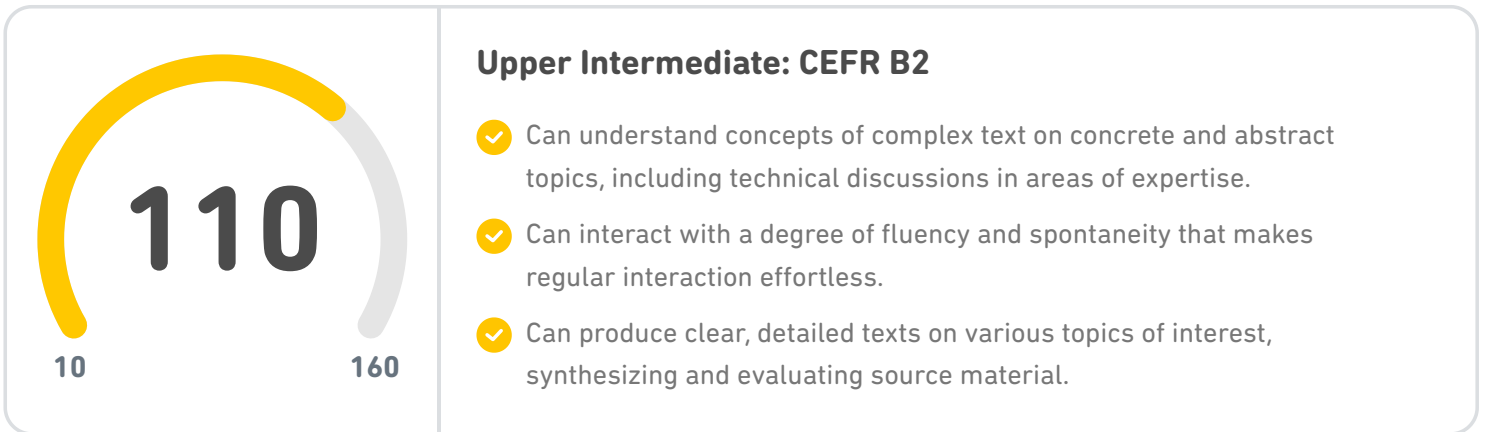 110
10
160
Upper Intermediate: CEFR B2
Can understand concepts of complex text on concrete and abstract
topics, including technical discussions in areas of expertise.
Can interact with a degree of fluency and spontaneity that makes
regular interaction effortless.
Can produce clear, detailed texts on various topics of interest,
synthesizing and evaluating source material.